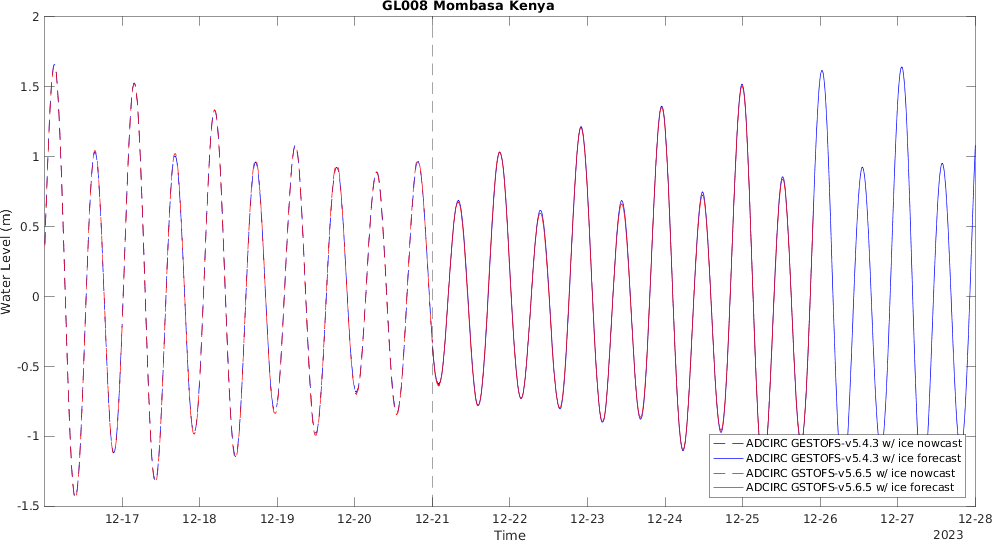 GL008 Mombasa Kenya
2
1.5
1
0.5
0
-0.5
-1
-1.5
Water Level (m)
ADCIRC GESTOFS-v5.4.3 w/ ice nowcast
ADCIRC GESTOFS-v5.4.3 w/ ice forecast
ADCIRC GSTOFS-v5.6.5 w/ ice nowcast
ADCIRC GSTOFS-v5.6.5 w/ ice forecast
12-17 12-18 12-19 12-20 12-21 12-22 12-23 12-24 12-25 12-26 12-27 12-28
Time
2023